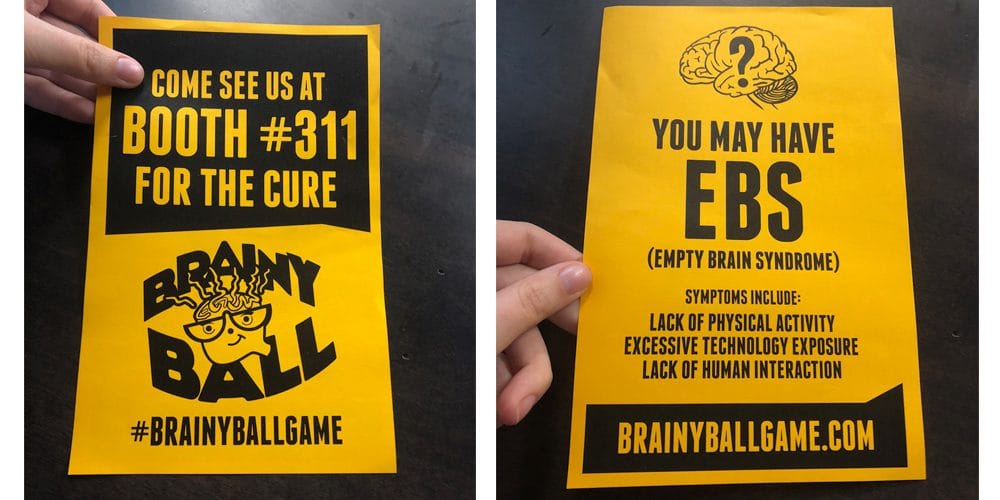 COME SEE US AT
BOOTH #311
FOR THE CURE
BRAINY
BALL
#BRAINYBALLGAME
?
YOU MAY HAVE
EBS
(EMPTY BRAIN SYNDROME)
SYMPTOMS INCLUDE:
LACK OF PHYSICAL ACTIVITY
EXCESSIVE TECHNOLOGY EXPOSURE
LACK OF HUMAN INTERACTION
BRAINYBALLGAME.COM